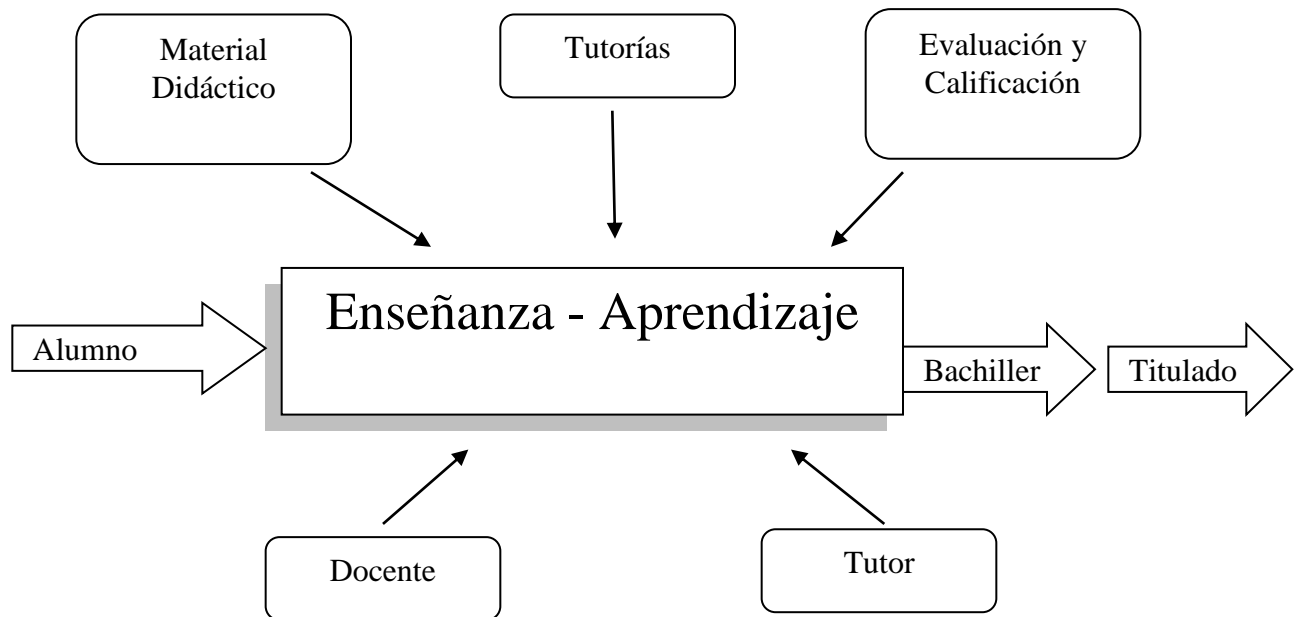 Material
Didáctico
Tutorías
Evaluación y
Calificación
Enseñanza - Aprendizaje
Alumno
Bachiller
Titulado
Docente
Tutor